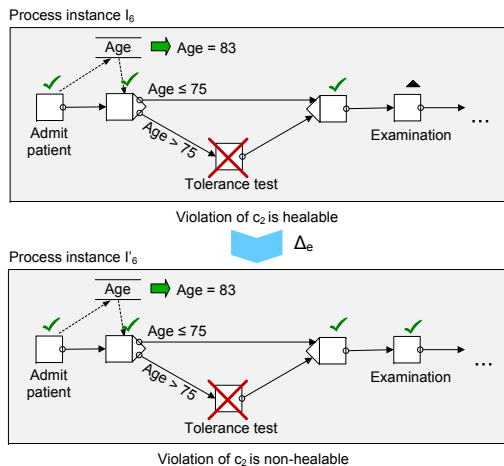 Process instance I6
Age
Age = 83
Age ≤ 75
Age > 75
Admit
patient
Tolerance test
Examination
...
Violation of c2 is healable
Δe
Process instance I'6
Age
Age = 83
Age ≤ 75
Age > 75
Admit
patient
Tolerance test
Examination
...
Violation of c2 is non-healable